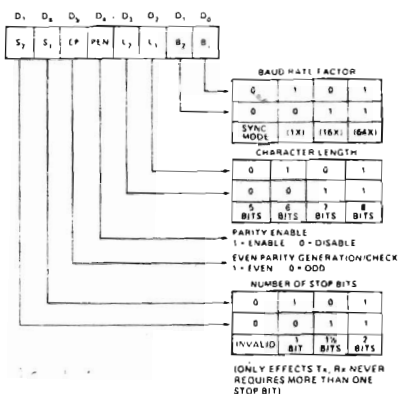 D7 D6 D5 D4 D3 D2 D1 D0
S2 S1 EP PEN L2 L1 B2 B1
BAUD RATE FACTOR
0 1 0 1
0 0 1 1
SYNC MODE (1X) (16X) (64X)
CHARACTER LENGTH
0 1 0 1
0 0 1 1
5 BITS 6 BITS 7 BITS 8 BITS
PARITY ENABLE
1 = ENABLE 0 = DISABLE
EVEN PARITY GENERATION/CHECK
1 = EVEN 0 = ODD
NUMBER OF STOP BITS
0 1 0 1
0 0 1 1
INVALID 1 BIT 1½ BITS 2 BITS
(ONLY EFFECTS Tx, Rx NEVER
REQUIRES MORE THAN ONE
STOP BIT)